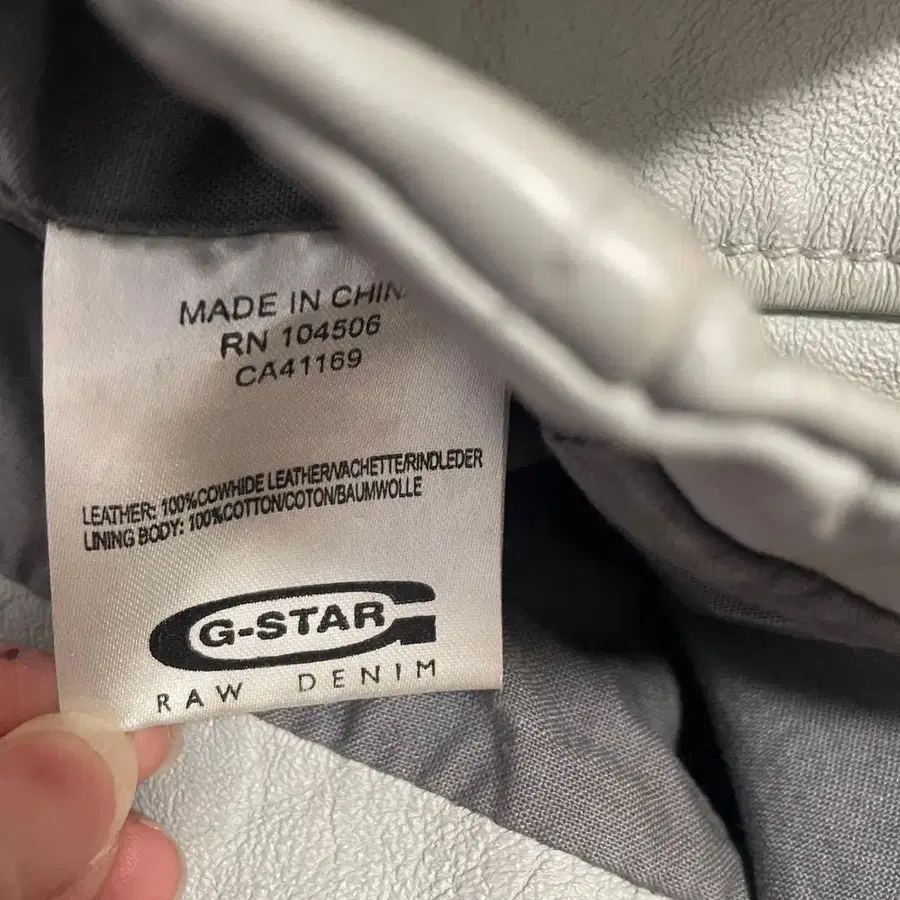 MADE IN CHIN
RN 104506
CA41169
LEATHER: 100%COWHIDE LEATHER/VACHETTE/RINDLEDER
LINING BODY: 100%COTTON/COTON/BAUMWOLLE
G-STAR
RAW DENIM